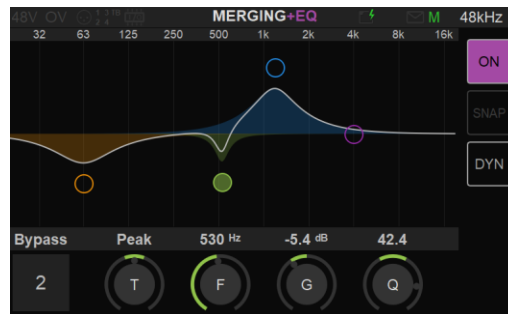 48V OV MERGING+EQ M 48kHz
32 63 125 250 500 1k 2k 4k 8k 16k
ON
SNAP
DYN
Bypass Peak 530 Hz -5.4 dB 42.4
2 T F G Q